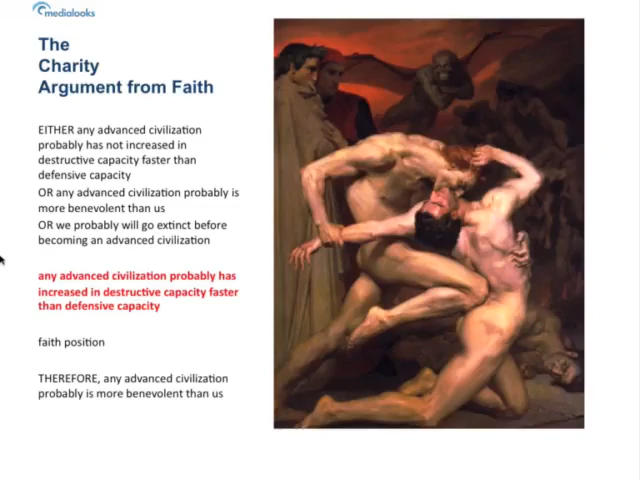 medialooks
The
Charity
Argument from Faith
EITHER any advanced civilization
probably has not increased in
destructive capacity faster than
defensive capacity
OR any advanced civilization probably is
more benevolent than us
OR we probably will go extinct before
becoming an advanced civilization
any advanced civilization probably has
increased in destructive capacity faster
than defensive capacity
faith position
THEREFORE, any advanced civilization
probably is more benevolent than us